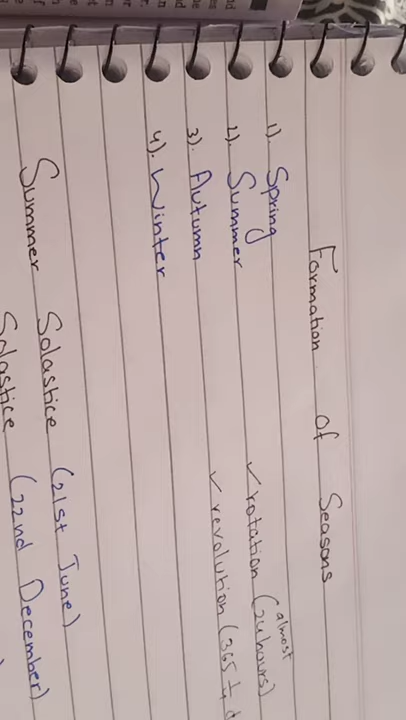 Formation of Seasons
1). Spring
2). Summer ✓ rotation (almost 24 hours)
3). Autumn ✓ revolution (365 1/4 d
4). Winter
Summer Solastice (21st June)
Solastice (22nd December)